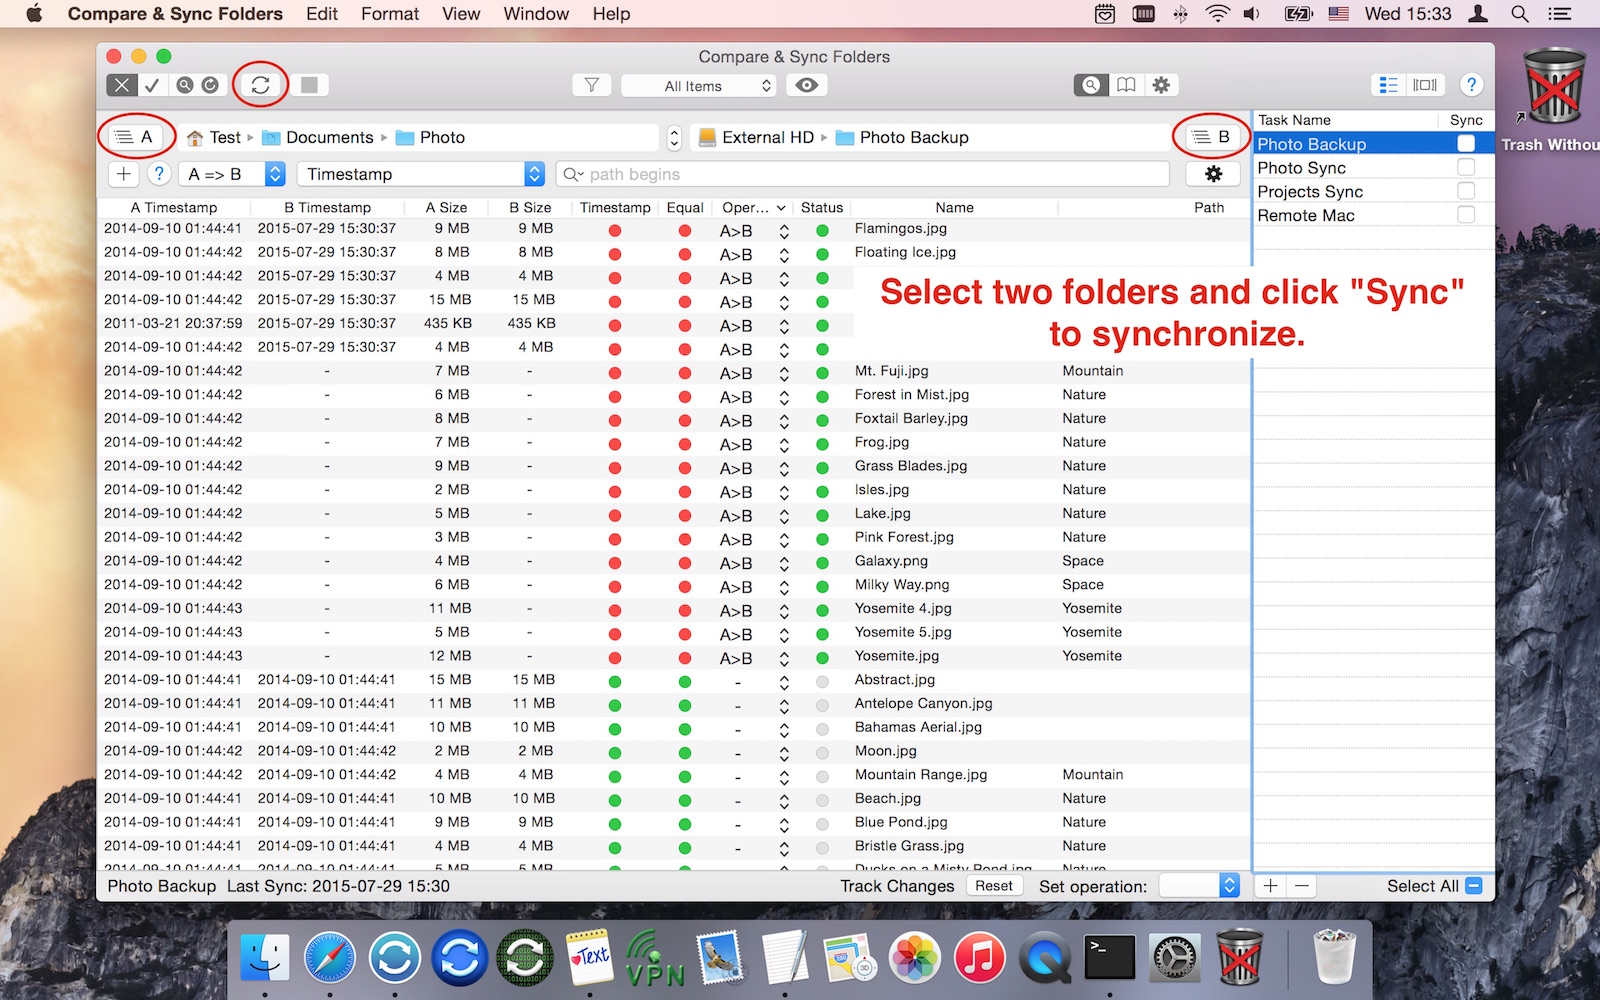 Compare & Sync Folders Edit Format View Window Help Wed 15:33
Compare & Sync Folders
All Items
?
A Test Documents Photo External HD Photo Backup B
+ ? A => B Timestamp path begins
A Timestamp B Timestamp A Size B Size Timestamp Equal Oper... Status Name Path
2014-09-10 01:44:41 2015-07-29 15:30:37 9 MB 9 MB A>B Flamingos.jpg
2014-09-10 01:44:42 2015-07-29 15:30:37 8 MB 8 MB A>B Floating Ice.jpg
2014-09-10 01:44:42 2015-07-29 15:30:37 4 MB 4 MB A>B
2014-09-10 01:44:42 2015-07-29 15:30:37 15 MB 15 MB A>B
2011-03-21 20:37:59 2015-07-29 15:30:37 435 KB 435 KB A>B
2014-09-10 01:44:42 2015-07-29 15:30:37 4 MB 4 MB A>B
Select two folders and click "Sync"
to synchronize.
2014-09-10 01:44:42 - 7 MB - A>B Mt. Fuji.jpg Mountain
2014-09-10 01:44:42 - 6 MB - A>B Forest in Mist.jpg Nature
2014-09-10 01:44:42 - 8 MB - A>B Foxtail Barley.jpg Nature
2014-09-10 01:44:42 - 7 MB - A>B Frog.jpg Nature
2014-09-10 01:44:42 - 9 MB - A>B Grass Blades.jpg Nature
2014-09-10 01:44:42 - 2 MB - A>B Isles.jpg Nature
2014-09-10 01:44:42 - 5 MB - A>B Lake.jpg Nature
2014-09-10 01:44:42 - 3 MB - A>B Pink Forest.jpg Nature
2014-09-10 01:44:42 - 4 MB - A>B Galaxy.png Space
2014-09-10 01:44:42 - 6 MB - A>B Milky Way.png Space
2014-09-10 01:44:43 - 11 MB - A>B Yosemite 4.jpg Yosemite
2014-09-10 01:44:43 - 5 MB - A>B Yosemite 5.jpg Yosemite
2014-09-10 01:44:43 - 12 MB - A>B Yosemite.jpg Yosemite
2014-09-10 01:44:41 2014-09-10 01:44:41 15 MB 15 MB - Abstract.jpg
2014-09-10 01:44:41 2014-09-10 01:44:41 11 MB 11 MB - Antelope Canyon.jpg
2014-09-10 01:44:41 2014-09-10 01:44:41 10 MB 10 MB - Bahamas Aerial.jpg
2014-09-10 01:44:42 2014-09-10 01:44:42 2 MB 2 MB - Moon.jpg
2014-09-10 01:44:42 2014-09-10 01:44:42 4 MB 4 MB - Mountain Range.jpg Mountain
2014-09-10 01:44:41 2014-09-10 01:44:41 10 MB 10 MB - Beach.jpg Nature
2014-09-10 01:44:41 2014-09-10 01:44:41 9 MB 9 MB - Blue Pond.jpg Nature
2014-09-10 01:44:41 2014-09-10 01:44:41 4 MB 4 MB - Bristle Grass.jpg Nature
2014-09-10 01:44:41 2014-09-10 01:44:41 5 MB 5 MB Ducks on a Misty Pond.jpg Nature
Photo Backup Last Sync: 2015-07-29 15:30 Track Changes Reset Set operation:
Task Name Sync
Photo Backup
Photo Sync
Projects Sync
Remote Mac
+ − Select All
Trash Withou
Text
VPN
280
3D
>_